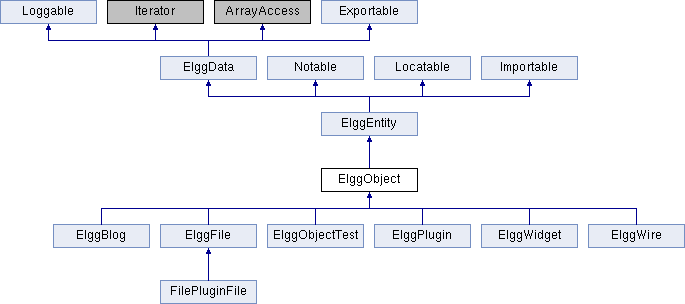 Loggable
Iterator
ArrayAccess
Exportable
ElggData
Notable
Locatable
Importable
ElggEntity
ElggObject
ElggBlog
ElggFile
ElggObjectTest
ElggPlugin
ElggWidget
ElggWire
FilePluginFile